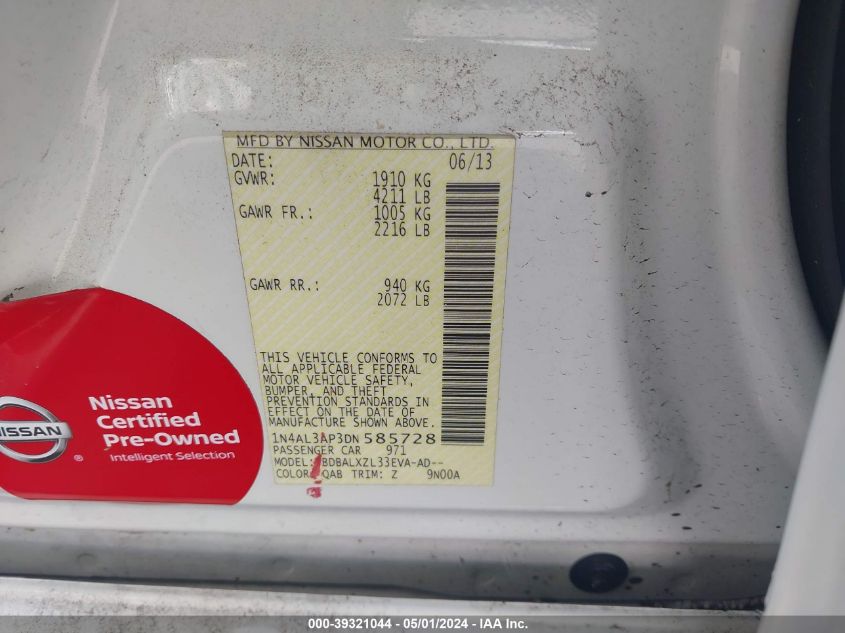 MFD BY NISSAN MOTOR CO., LTD.
DATE: 06/13
GVWR: 1910 KG
4211 LB
GAWR FR.: 1005 KG
2216 LB
GAWR RR.: 940 KG
2072 LB
THIS VEHICLE CONFORMS TO
ALL APPLICABLE FEDERAL
MOTOR VEHICLE SAFETY,
BUMPER, AND THEFT
PREVENTION STANDARDS IN
EFFECT ON THE DATE OF
MANUFACTURE SHOWN ABOVE.
1N4AL3AP3DN 585728
PASSENGER CAR 971
MODEL: BDBALXZL33EVA-AD--
COLOR: QAB TRIM: Z 9N00A
NISSAN
®
Nissan
Certified
Pre-Owned
Intelligent Selection
000-39321044 - 05/01/2024 - © IAA, Inc.